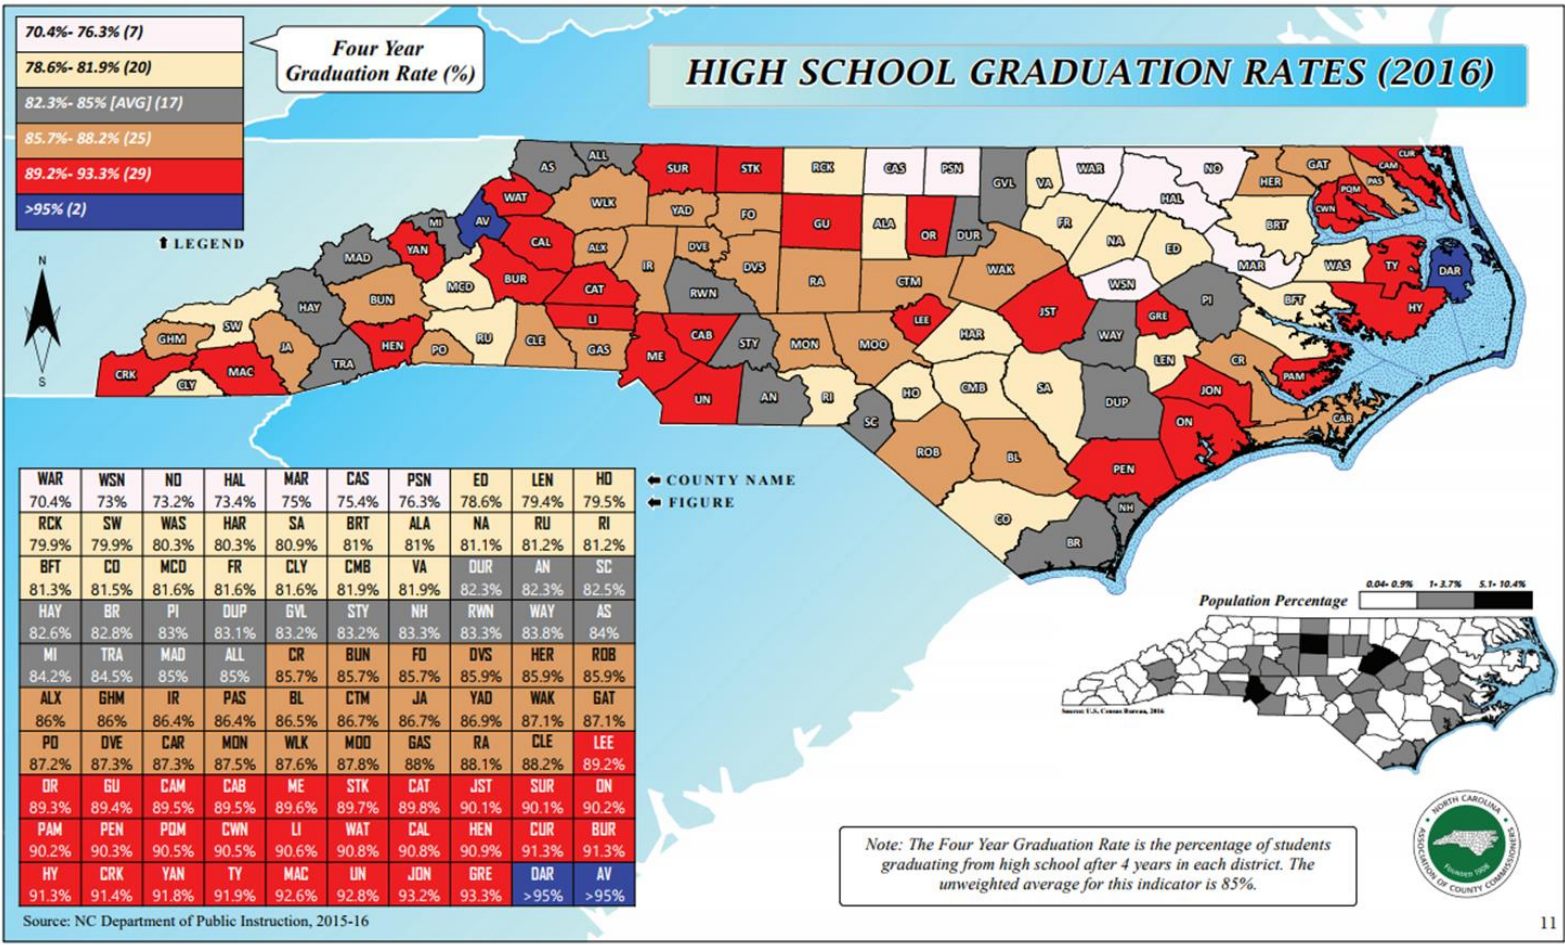 70.4%- 76.3% (7)
78.6%- 81.9% (20)
82.3%- 85% [AVG] (17)
85.7%- 88.2% (25)
89.2%- 93.3% (29)
>95% (2)
LEGEND
Four Year
Graduation Rate (%)
HIGH SCHOOL GRADUATION RATES (2016)
N
S
AS
ALL
SUR
STK
RCK
CAS
PSN
GVL
VA
WAR
NO
HAL
HER
GAT
CUR
CAM
PAS
PQM
CWN
WAT
WLK
YAD
FO
GU
ALA
OR
DUR
FR
NA
ED
BRT
AV
MI
YAN
MAD
CAL
ALX
DVE
IR
DVS
RA
CTM
WAK
WSN
MAR
WAS
TY
DAR
HAY
BUN
MCD
BUR
CAT
RWN
JST
PI
BFT
HY
GRE
LEE
LI
SW
GHM
JA
HEN
PO
RU
CLE
GAS
ME
CAB
STY
MON
MOO
HAR
WAY
LEN
CR
PAM
CRK
CLY
MAC
TRA
UN
AN
RI
HO
CMB
SA
DUP
JON
ON
CAR
SC
ROB
BL
PEN
CO
BR
NH
WAR WSN NO HAL MAR CAS PSN ED LEN HO
70.4% 73% 73.2% 73.4% 75% 75.4% 76.3% 78.6% 79.4% 79.5%
RCK SW WAS HAR SA BRT ALA NA RU RI
79.9% 79.9% 80.3% 80.3% 80.9% 81% 81% 81.1% 81.2% 81.2%
BFT CO MCD FR CLY CMB VA DUR AN SC
81.3% 81.5% 81.6% 81.6% 81.6% 81.9% 81.9% 82.3% 82.3% 82.5%
HAY BR PI DUP GVL STY NH RWN WAY AS
82.6% 82.8% 83% 83.1% 83.2% 83.2% 83.3% 83.3% 83.8% 84%
MI TRA MAD ALL CR BUN FO DVS HER ROB
84.2% 84.5% 85% 85% 85.7% 85.7% 85.7% 85.9% 85.9% 85.9%
ALX GHM IR PAS BL CTM JA YAD WAK GAT
86% 86% 86.4% 86.4% 86.5% 86.7% 86.7% 86.9% 87.1% 87.1%
PO DVE CAR MON WLK MOO GAS RA CLE LEE
87.2% 87.3% 87.3% 87.5% 87.6% 87.8% 88% 88.1% 88.2% 89.2%
OR GU CAM CAB ME STK CAT JST SUR ON
89.3% 89.4% 89.5% 89.5% 89.6% 89.7% 89.8% 90.1% 90.1% 90.2%
PAM PEN PQM CWN LI WAT CAL HEN CUR BUR
90.2% 90.3% 90.5% 90.5% 90.6% 90.8% 90.8% 90.9% 91.3% 91.3%
HY CRK YAN TY MAC UN JON GRE DAR AV
91.3% 91.4% 91.8% 91.9% 92.6% 92.8% 93.2% 93.3% >95% >95%
COUNTY NAME
FIGURE
Population Percentage
0.04- 0.9% 1- 3.7% 5.1- 10.4%
Source: U.S. Census Bureau, 2016
Note: The Four Year Graduation Rate is the percentage of students
graduating from high school after 4 years in each district. The
unweighted average for this indicator is 85%.
NORTH CAROLINA
ASSOCIATION OF COUNTY COMMISSIONERS
FOUNDED 1908
Source: NC Department of Public Instruction, 2015-16
11